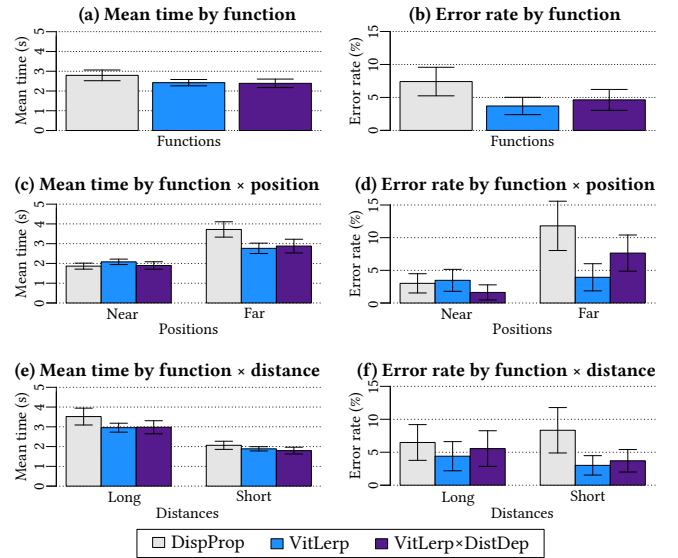 (a) Mean time by function
Mean time (s)
0 1 2 3 4 5
Functions
(b) Error rate by function
Error rate (%)
0 5 10 15
Functions
(c) Mean time by function × position
Mean time (s)
0 1 2 3 4 5
Near Far
Positions
(d) Error rate by function × position
Error rate (%)
0 5 10 15
Near Far
Positions
(e) Mean time by function × distance
Mean time (s)
0 1 2 3 4 5
Long Short
Distances
(f) Error rate by function × distance
Error rate (%)
0 5 10 15
Long Short
Distances
DispProp VitLerp VitLerp×DistDep